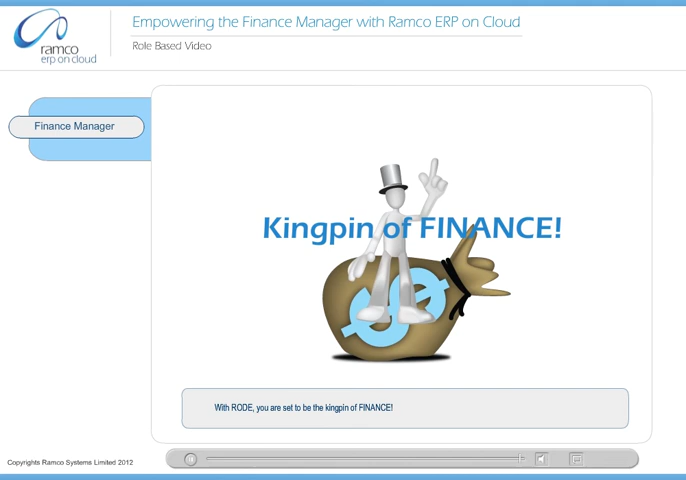 Empowering the Finance Manager with Ramco ERP on Cloud
Role Based Video
ramco
erp on cloud
Finance Manager
Kingpin of FINANCE!
With RODE, you are set to be the kingpin of FINANCE!
Copyrights Ramco Systems Limited 2012